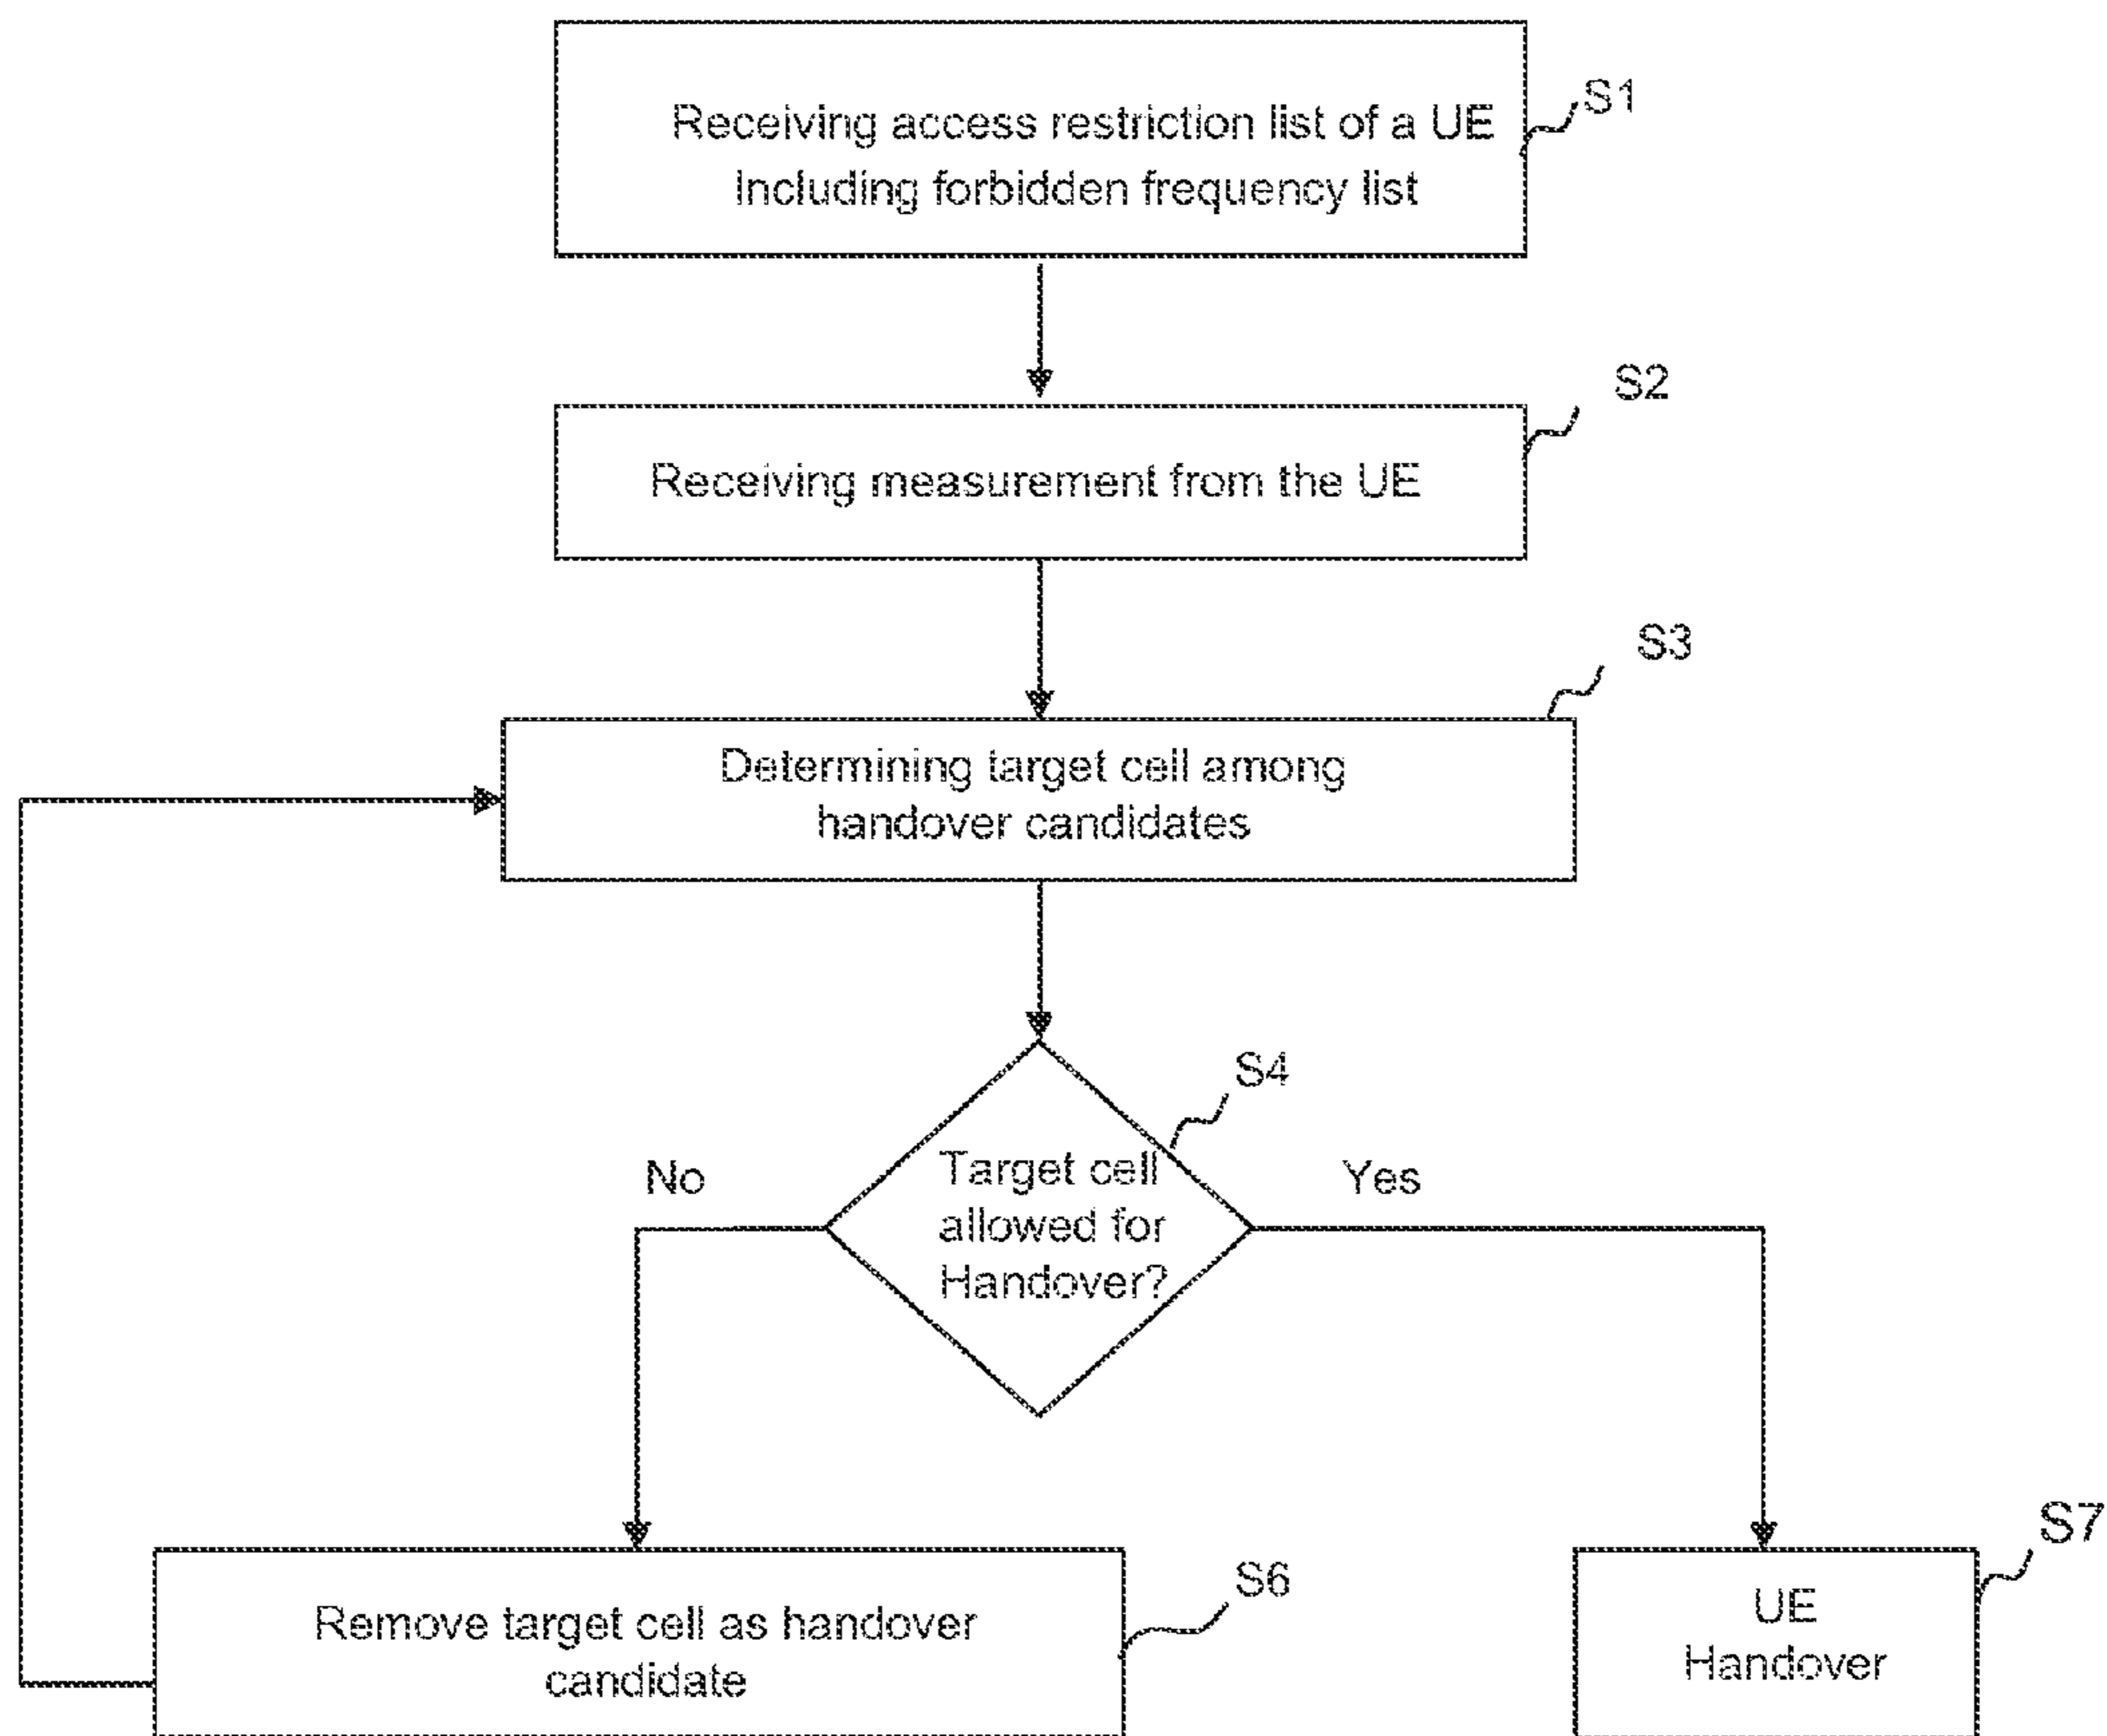 Receiving access restriction list of a UE
Including forbidden frequency list
S1
Receiving measurement from the UE
S2
Determining target cell among
handover candidates
S3
Target cell
allowed for
Handover?
S4
No
Yes
Remove target cell as handover
candidate
S6
UE
Handover
S7